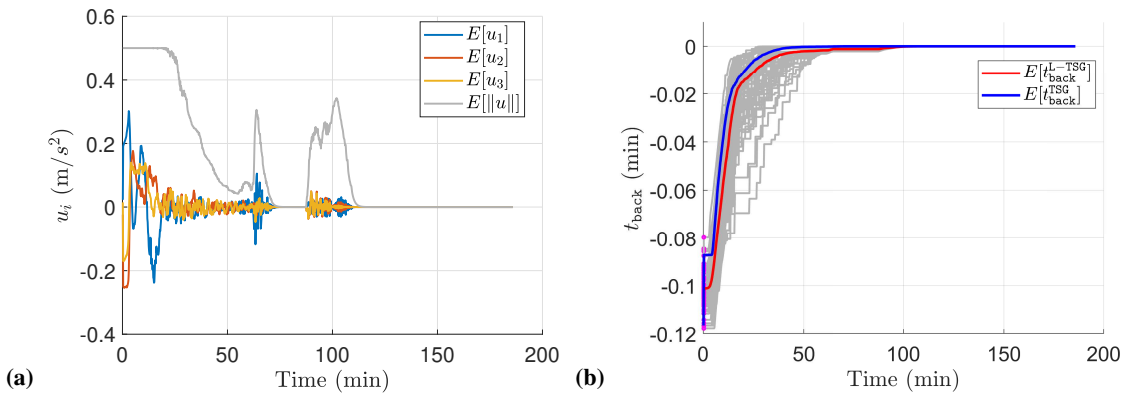 0.6
0.4
0.2
0
-0.2
-0.4
u_i (m/s^2)
0 50 100 150 200
Time (min)
E[u_1]
E[u_2]
E[u_3]
E[||u||]
(a)
0
-0.02
-0.04
-0.06
-0.08
-0.1
-0.12
t_back (min)
0 50 100 150 200
Time (min)
E[t_back^L-TSG]
E[t_back^TSG]
(b)